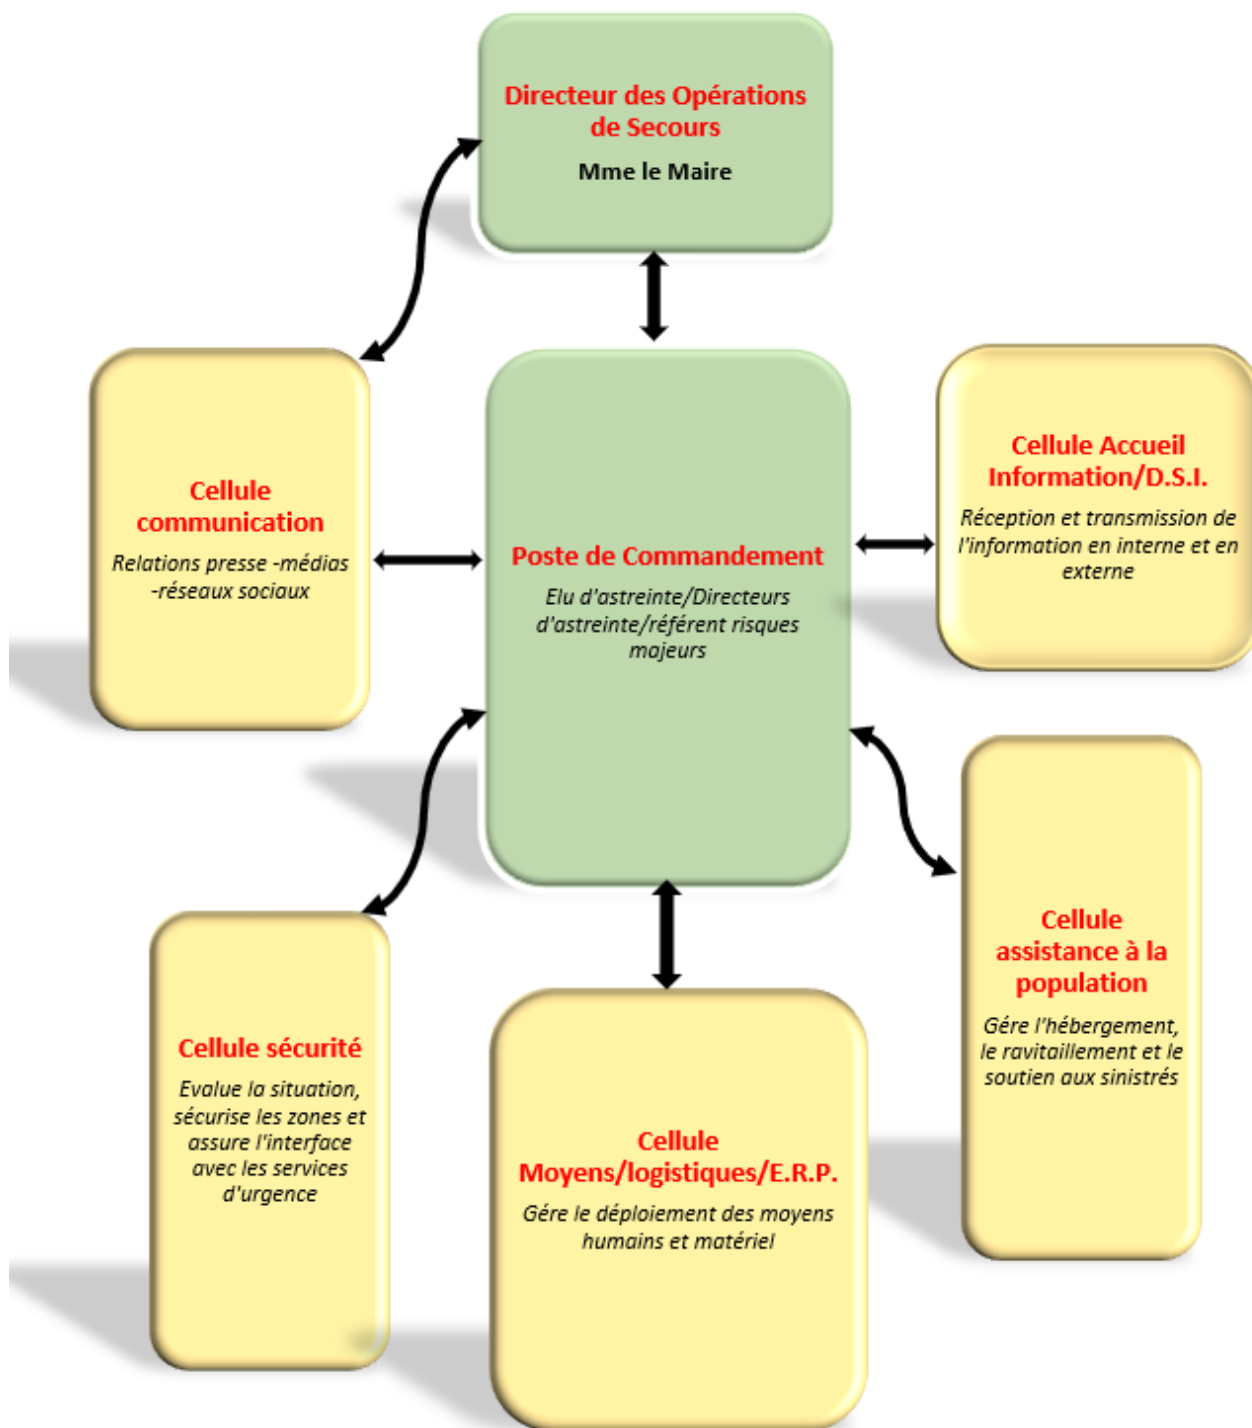 Directeur des Opérations
de Secours
Mme le Maire
Cellule
communication
Relations presse -médias
-réseaux sociaux
Poste de Commandement
Elu d'astreinte/Directeurs
d'astreinte/référent risques
majeurs
Cellule Accueil
Information/D.S.I.
Réception et transmission de
l'information en interne et en
externe
Cellule sécurité
Evalue la situation,
sécurise les zones et
assure l'interface
avec les services
d'urgence
Cellule
Moyens/logistiques/E.R.P.
Gére le déploiement des moyens
humains et matériel
Cellule
assistance à la
population
Gére l'hébergement,
le ravitaillement et le
soutien aux sinistrés